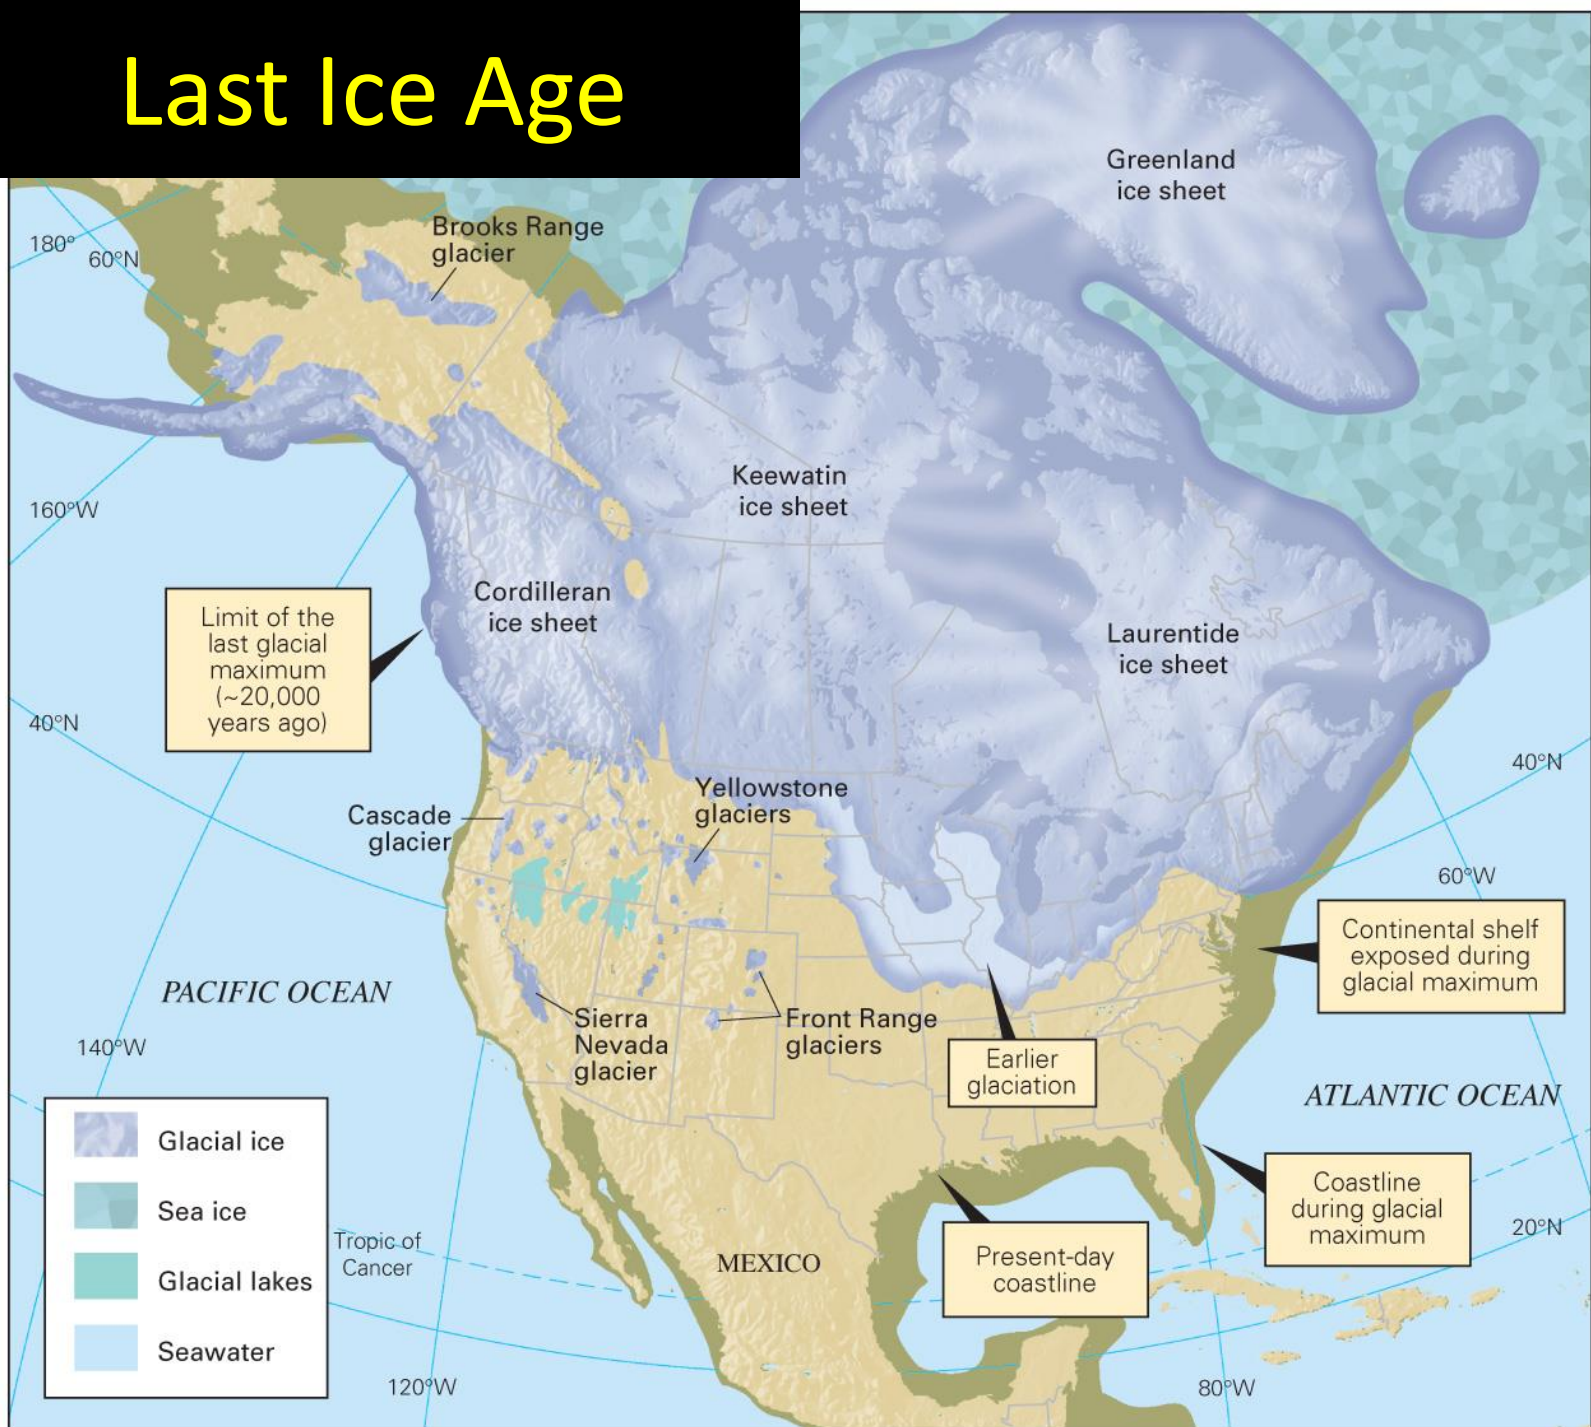 Last Ice Age
Greenland
ice sheet
Brooks Range
glacier
180°
60°N
Keewatin
ice sheet
160°W
Cordilleran
ice sheet
Limit of the
last glacial
maximum
(~20,000
years ago)
Laurentide
ice sheet
40°N
40°N
Yellowstone
glaciers
Cascade
glacier
60°W
Continental shelf
exposed during
glacial maximum
PACIFIC OCEAN
Sierra
Nevada
glacier
Front Range
glaciers
140°W
Earlier
glaciation
ATLANTIC OCEAN
Glacial ice
Sea ice
Glacial lakes
Seawater
Coastline
during glacial
maximum
20°N
Tropic of
Cancer
MEXICO
Present-day
coastline
120°W
80°W